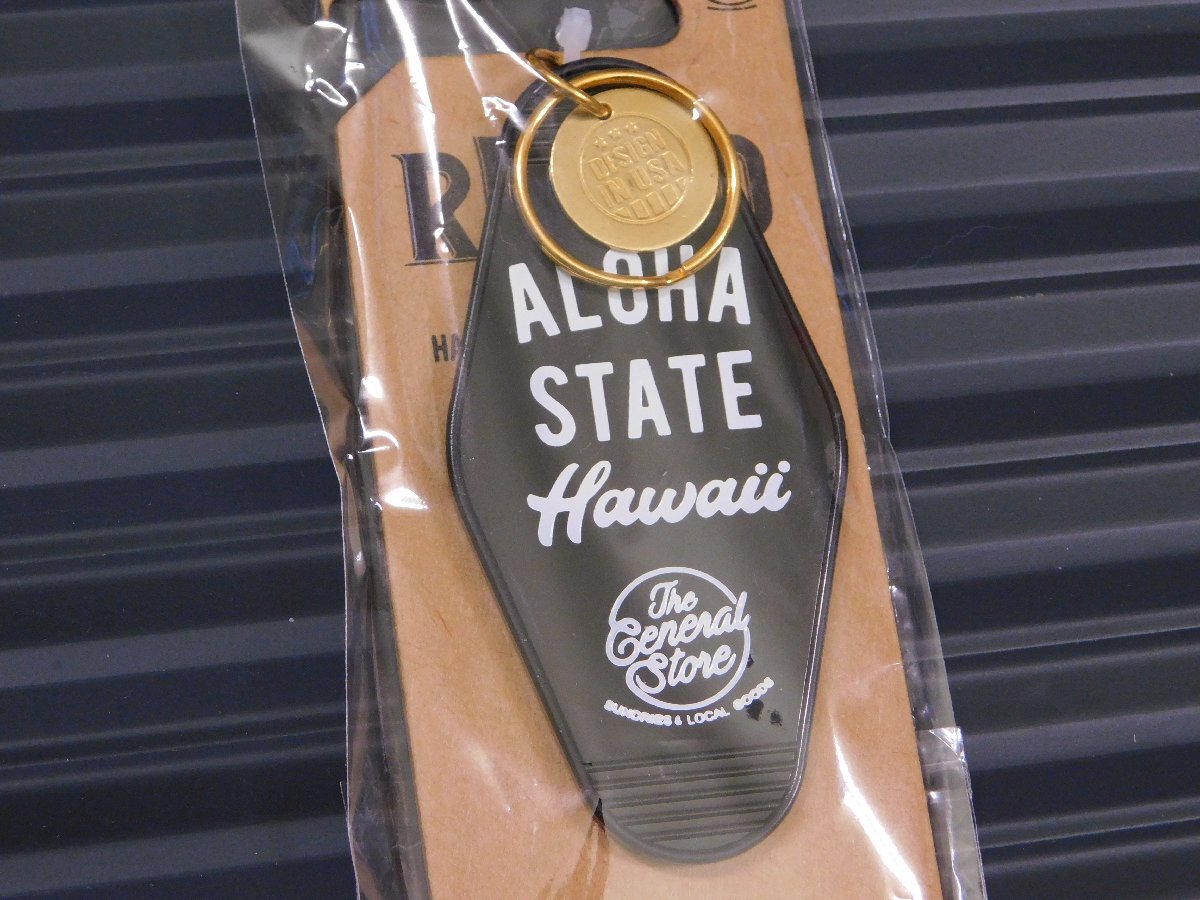 DESIGN
IN USA
ALOHA
STATE
Hawaii
The
General
Store
SUNDRIES & LOCAL GOODS